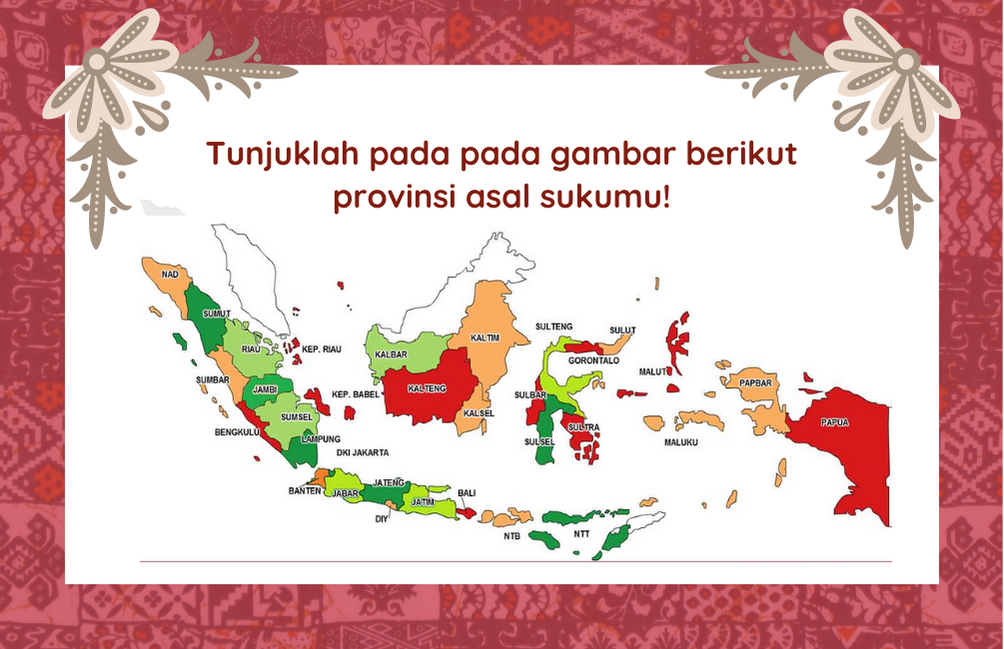 Tunjuklah pada pada gambar berikut
provinsi asal sukumu!
NAD
SUMUT
RIAU
KEP. RIAU
SUMBAR
JAMBI
KEP. BABEL
SUMSEL
BENGKULU
LAMPUNG
DKI JAKARTA
BANTEN
JABAR
JATENG
DIY
JATIM
BALI
NTB
NTT
KALBAR
KALTENG
KALTIM
KALSEL
SULTENG
SULUT
GORONTALO
SULBAR
SULSEL
SULTRA
MALUT
MALUKU
PAPBAR
PAPUA